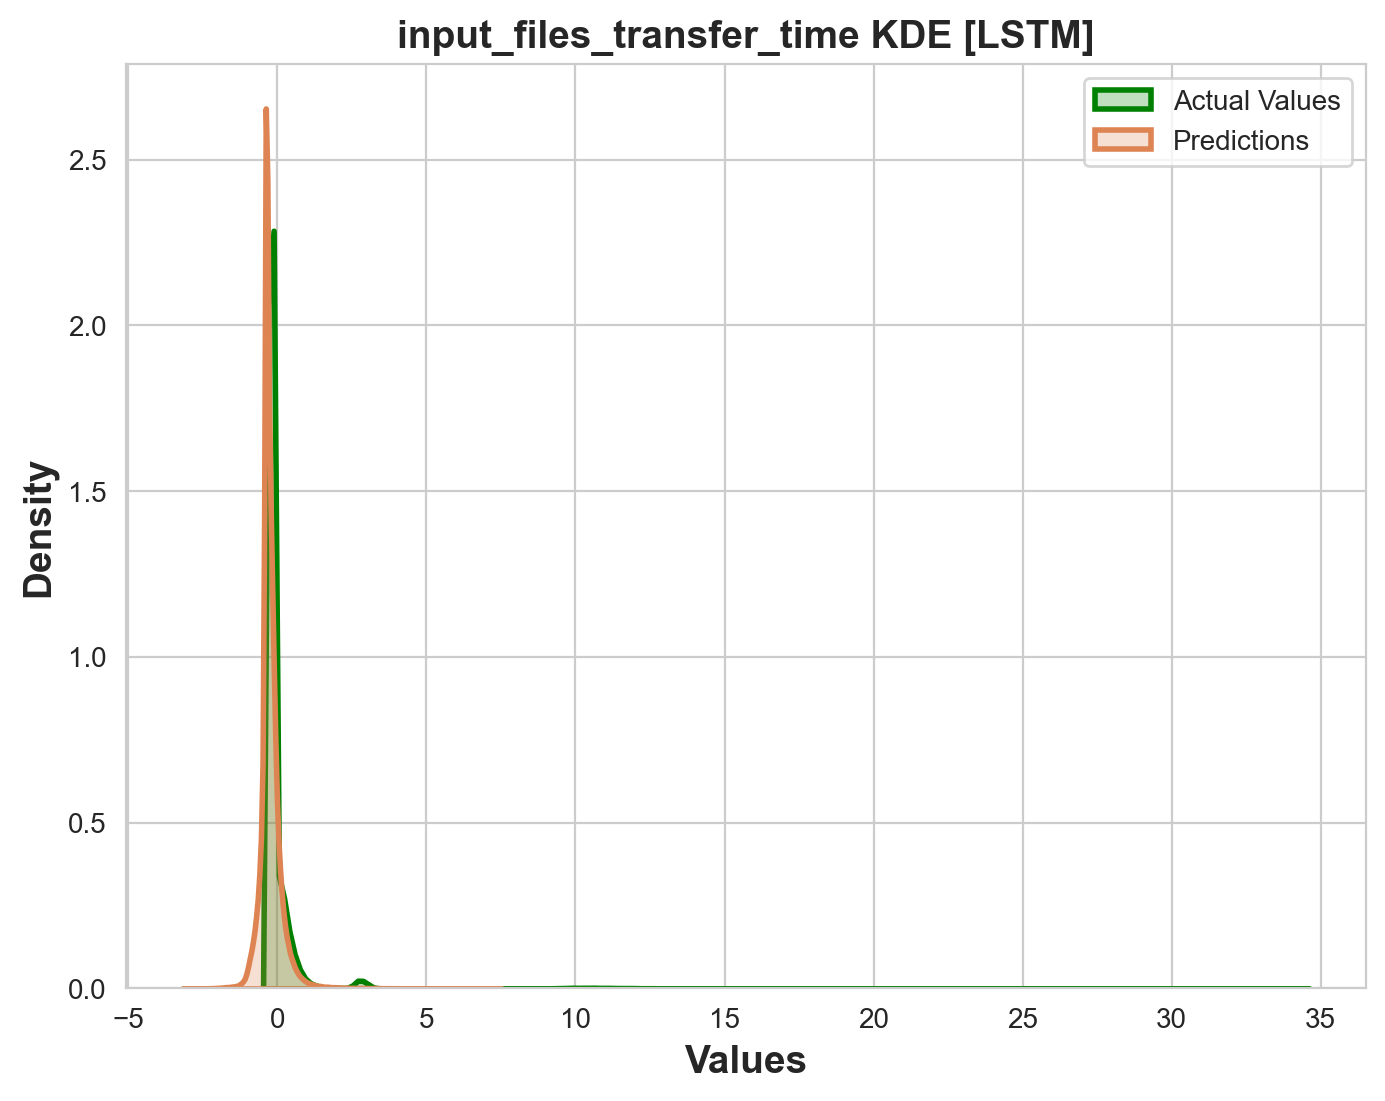 input_files_transfer_time KDE [LSTM]
Actual Values
Predictions
Density
2.5
2.0
1.5
1.0
0.5
0.0
−5 0 5 10 15 20 25 30 35
Values